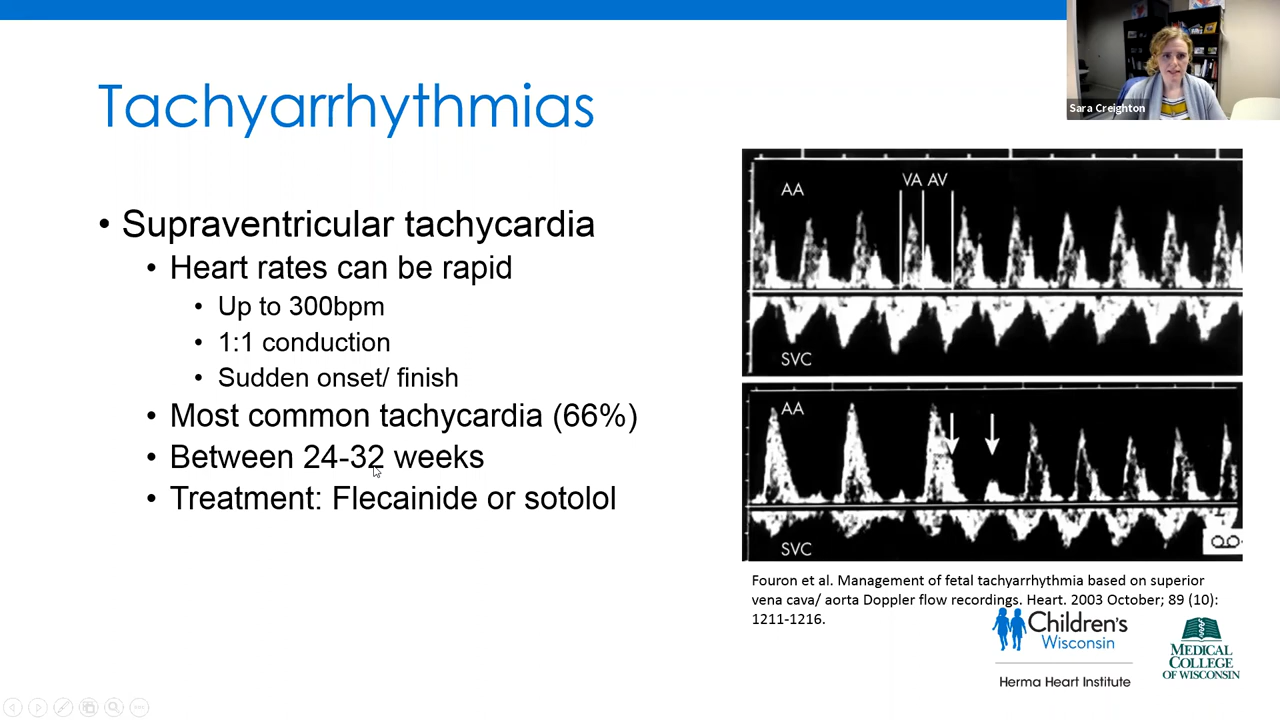 Sara Creighton
Tachyarrhythmias
• Supraventricular tachycardia
• Heart rates can be rapid
• Up to 300bpm
• 1:1 conduction
• Sudden onset/ finish
• Most common tachycardia (66%)
• Between 24-32 weeks
• Treatment: Flecainide or sotolol
AA
VA AV
SVC
AA
SVC
Fouron et al. Management of fetal tachyarrhythmia based on superior
vena cava/ aorta Doppler flow recordings. Heart. 2003 October; 89 (10):
1211-1216.
Children's
Wisconsin
Herma Heart Institute
MEDICAL
COLLEGE
OF WISCONSIN